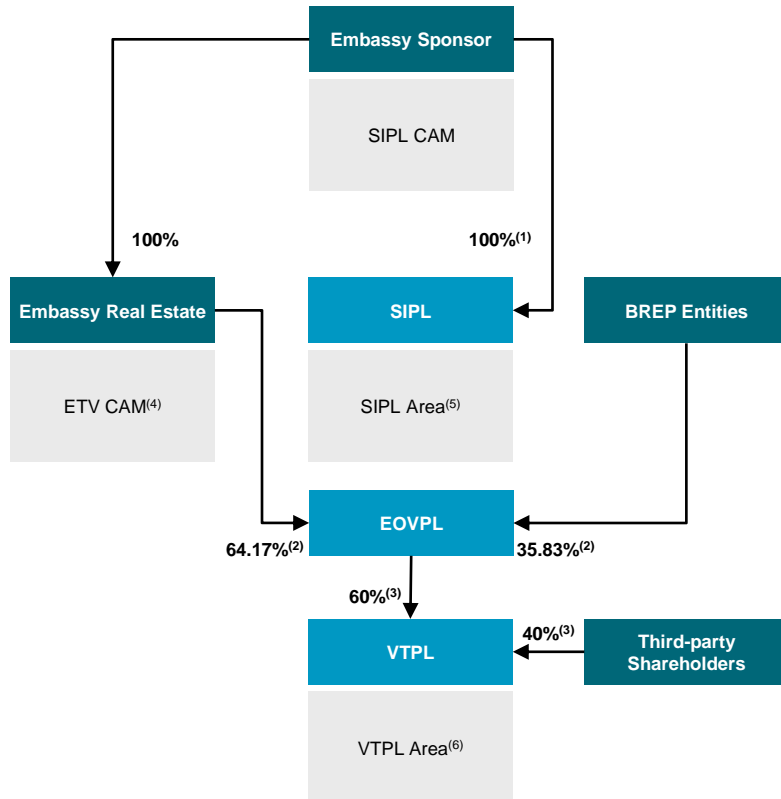 Embassy Sponsor
SIPL CAM
100%
100%(1)
Embassy Real Estate
SIPL
BREP Entities
ETV CAM(4)
SIPL Area(5)
EOVPL
64.17%(2)
35.83%(2)
60%(3)
VTPL
40%(3)
Third-party
Shareholders
VTPL Area(6)